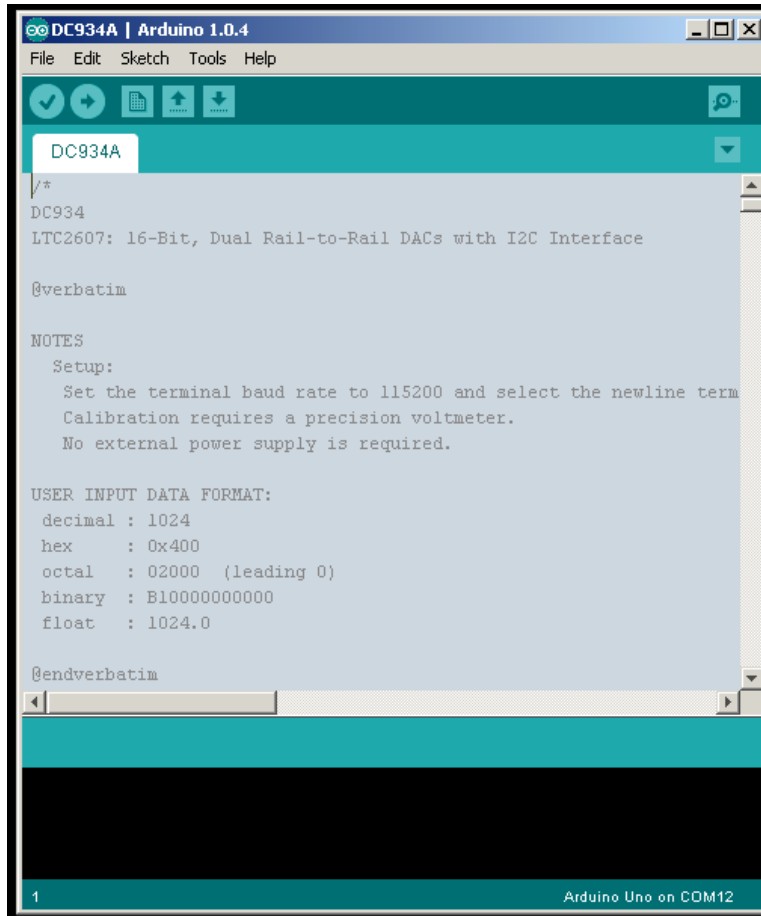 DC934A | Arduino 1.0.4
File Edit Sketch Tools Help
DC934A
/*
DC934
LTC2607: 16-Bit, Dual Rail-to-Rail DACs with I2C Interface
@verbatim
NOTES
Setup:
Set the terminal baud rate to 115200 and select the newline term
Calibration requires a precision voltmeter.
No external power supply is required.
USER INPUT DATA FORMAT:
decimal : 1024
hex : 0x400
octal : 02000 (leading 0)
binary : B10000000000
float : 1024.0
@endverbatim
1 Arduino Uno on COM12